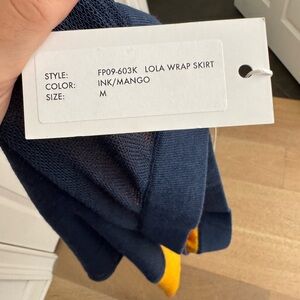 STYLE: FP09-603K LOLA WRAP SKIRT
COLOR: INK/MANGO
SIZE: M